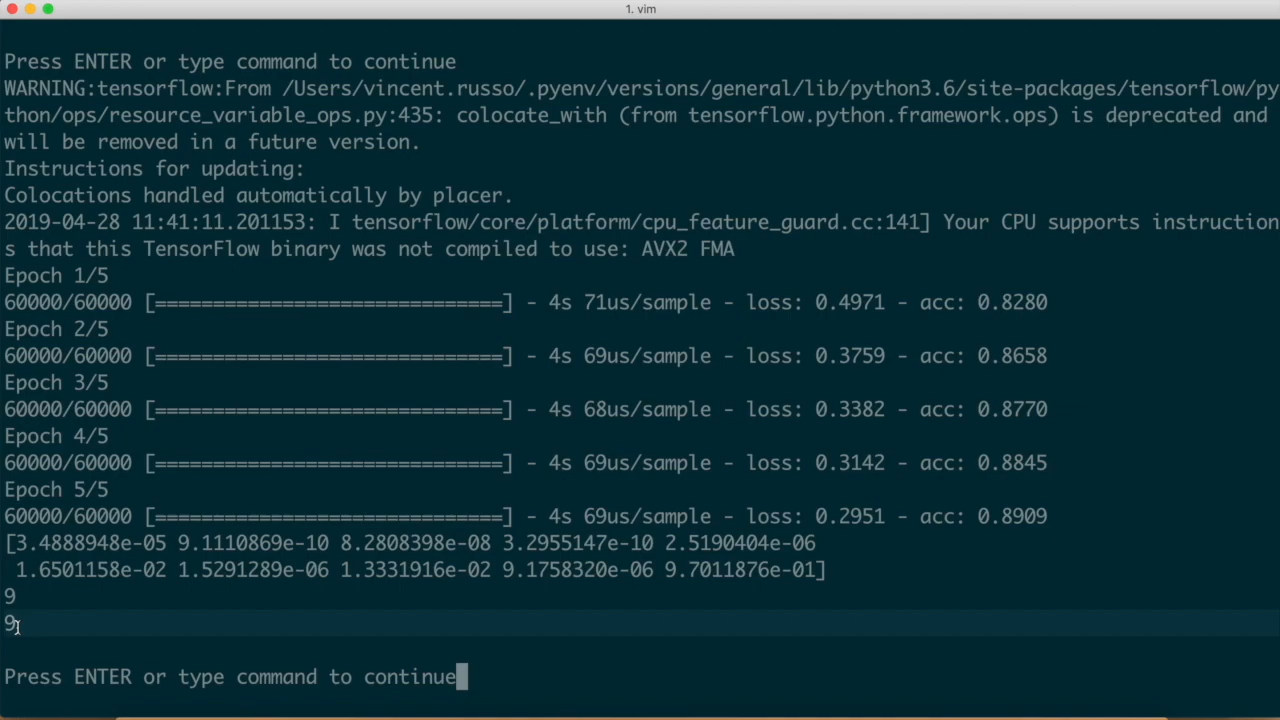 1. vim
Press ENTER or type command to continue
WARNING:tensorflow:From /Users/vincent.russo/.pyenv/versions/general/lib/python3.6/site-packages/tensorflow/py
thon/ops/resource_variable_ops.py:435: colocate_with (from tensorflow.python.framework.ops) is deprecated and
will be removed in a future version.
Instructions for updating:
Colocations handled automatically by placer.
2019-04-28 11:41:11.201153: I tensorflow/core/platform/cpu_feature_guard.cc:141] Your CPU supports instruction
s that this TensorFlow binary was not compiled to use: AVX2 FMA
Epoch 1/5
60000/60000 [==============================] - 4s 71us/sample - loss: 0.4971 - acc: 0.8280
Epoch 2/5
60000/60000 [==============================] - 4s 69us/sample - loss: 0.3759 - acc: 0.8658
Epoch 3/5
60000/60000 [==============================] - 4s 68us/sample - loss: 0.3382 - acc: 0.8770
Epoch 4/5
60000/60000 [==============================] - 4s 69us/sample - loss: 0.3142 - acc: 0.8845
Epoch 5/5
60000/60000 [==============================] - 4s 69us/sample - loss: 0.2951 - acc: 0.8909
[3.4888948e-05 9.1110869e-10 8.2808398e-08 3.2955147e-10 2.5190404e-06
1.6501158e-02 1.5291289e-06 1.3331916e-02 9.1758320e-06 9.7011876e-01]
9
9
Press ENTER or type command to continue